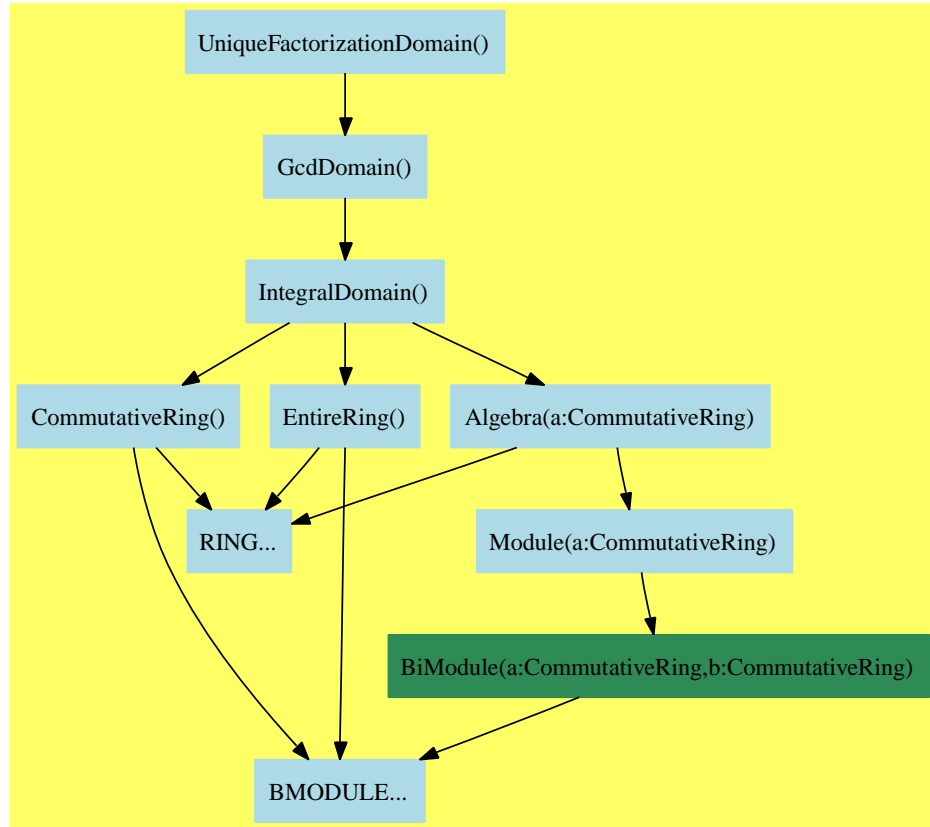 UniqueFactorizationDomain()
GcdDomain()
IntegralDomain()
CommutativeRing()
EntireRing()
Algebra(a:CommutativeRing)
RING...
Module(a:CommutativeRing)
BiModule(a:CommutativeRing,b:CommutativeRing)
BMODULE...